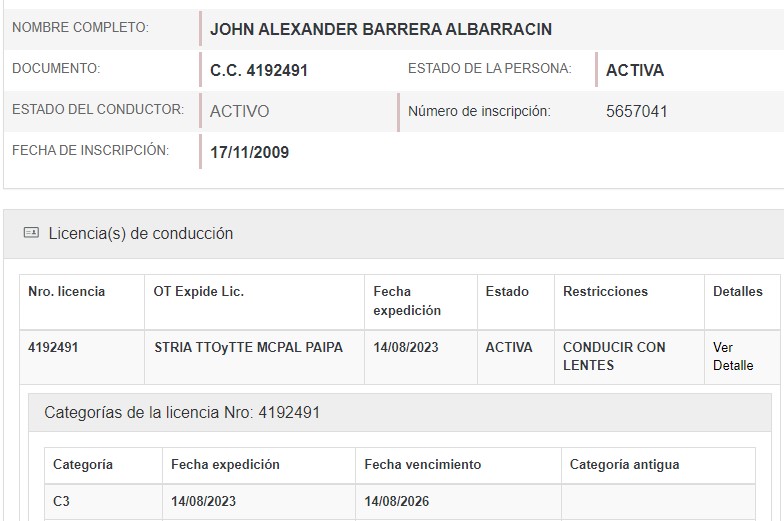 NOMBRE COMPLETO: JOHN ALEXANDER BARRERA ALBARRACIN
DOCUMENTO: C.C. 4192491 ESTADO DE LA PERSONA: ACTIVA
ESTADO DEL CONDUCTOR: ACTIVO Número de inscripción: 5657041
FECHA DE INSCRIPCIÓN: 17/11/2009
Licencia(s) de conducción
Nro. licencia OT Expide Lic. Fecha expedición Estado Restricciones Detalles
4192491 STRIA TTOyTTE MCPAL PAIPA 14/08/2023 ACTIVA CONDUCIR CON LENTES Ver Detalle
Categorías de la licencia Nro: 4192491
Categoría Fecha expedición Fecha vencimiento Categoría antigua
C3 14/08/2023 14/08/2026